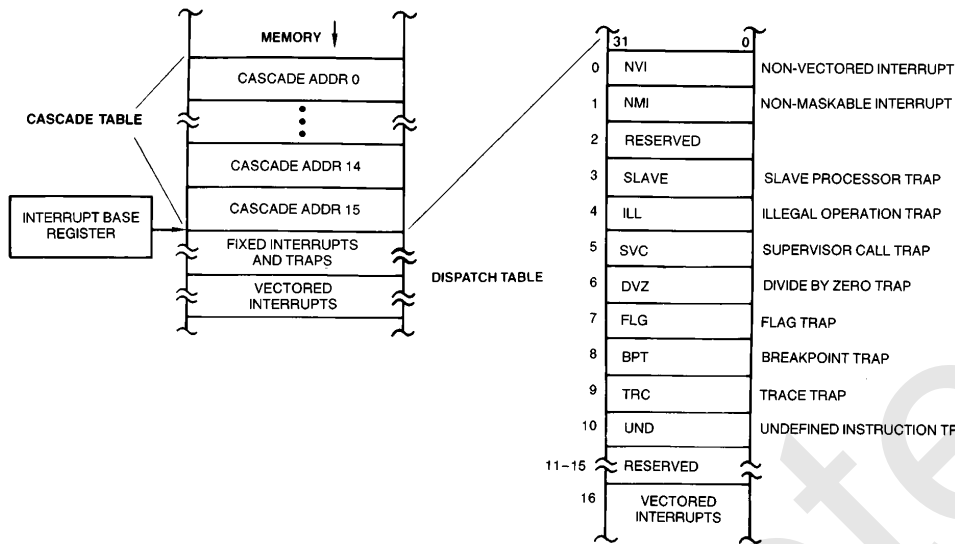 MEMORY
CASCADE ADDR 0
CASCADE TABLE
CASCADE ADDR 14
CASCADE ADDR 15
INTERRUPT BASE
REGISTER
FIXED INTERRUPTS
AND TRAPS
VECTORED
INTERRUPTS
DISPATCH TABLE
31 0
0 NVI NON-VECTORED INTERRUPT
1 NMI NON-MASKABLE INTERRUPT
2 RESERVED
3 SLAVE SLAVE PROCESSOR TRAP
4 ILL ILLEGAL OPERATION TRAP
5 SVC SUPERVISOR CALL TRAP
6 DVZ DIVIDE BY ZERO TRAP
7 FLG FLAG TRAP
8 BPT BREAKPOINT TRAP
9 TRC TRACE TRAP
10 UND UNDEFINED INSTRUCTION
11–15 RESERVED
16 VECTORED
INTERRUPTS